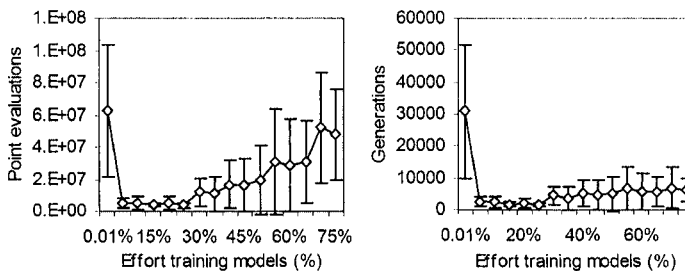 1.E+08
1.E+08
8.E+07
6.E+07
4.E+07
2.E+07
0.E+00
Point evaluations
0.01% 15% 30% 45% 60% 75%
Effort training models (%)
60000
50000
40000
30000
20000
10000
0
Generations
0.01% 20% 40% 60%
Effort training models (%)